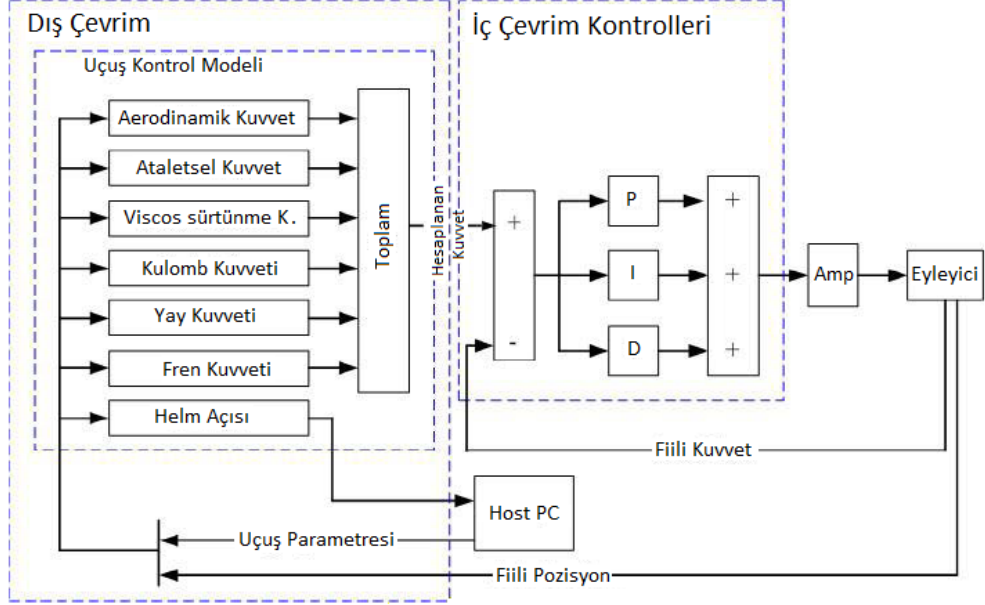 Dış Çevrim
İç Çevrim Kontrolleri
Uçuş Kontrol Modeli
Aerodinamik Kuvvet
Ataletsel Kuvvet
Viscos sürtünme K.
Kulomb Kuvveti
Yay Kuvveti
Fren Kuvveti
Helm Açısı
Toplam
Hesaplanan
Kuvvet
+
-
P
I
D
+
+
+
Amp
Eyleyici
Fiili Kuvvet
Host PC
Uçuş Parametresi
Fiili Pozisyon